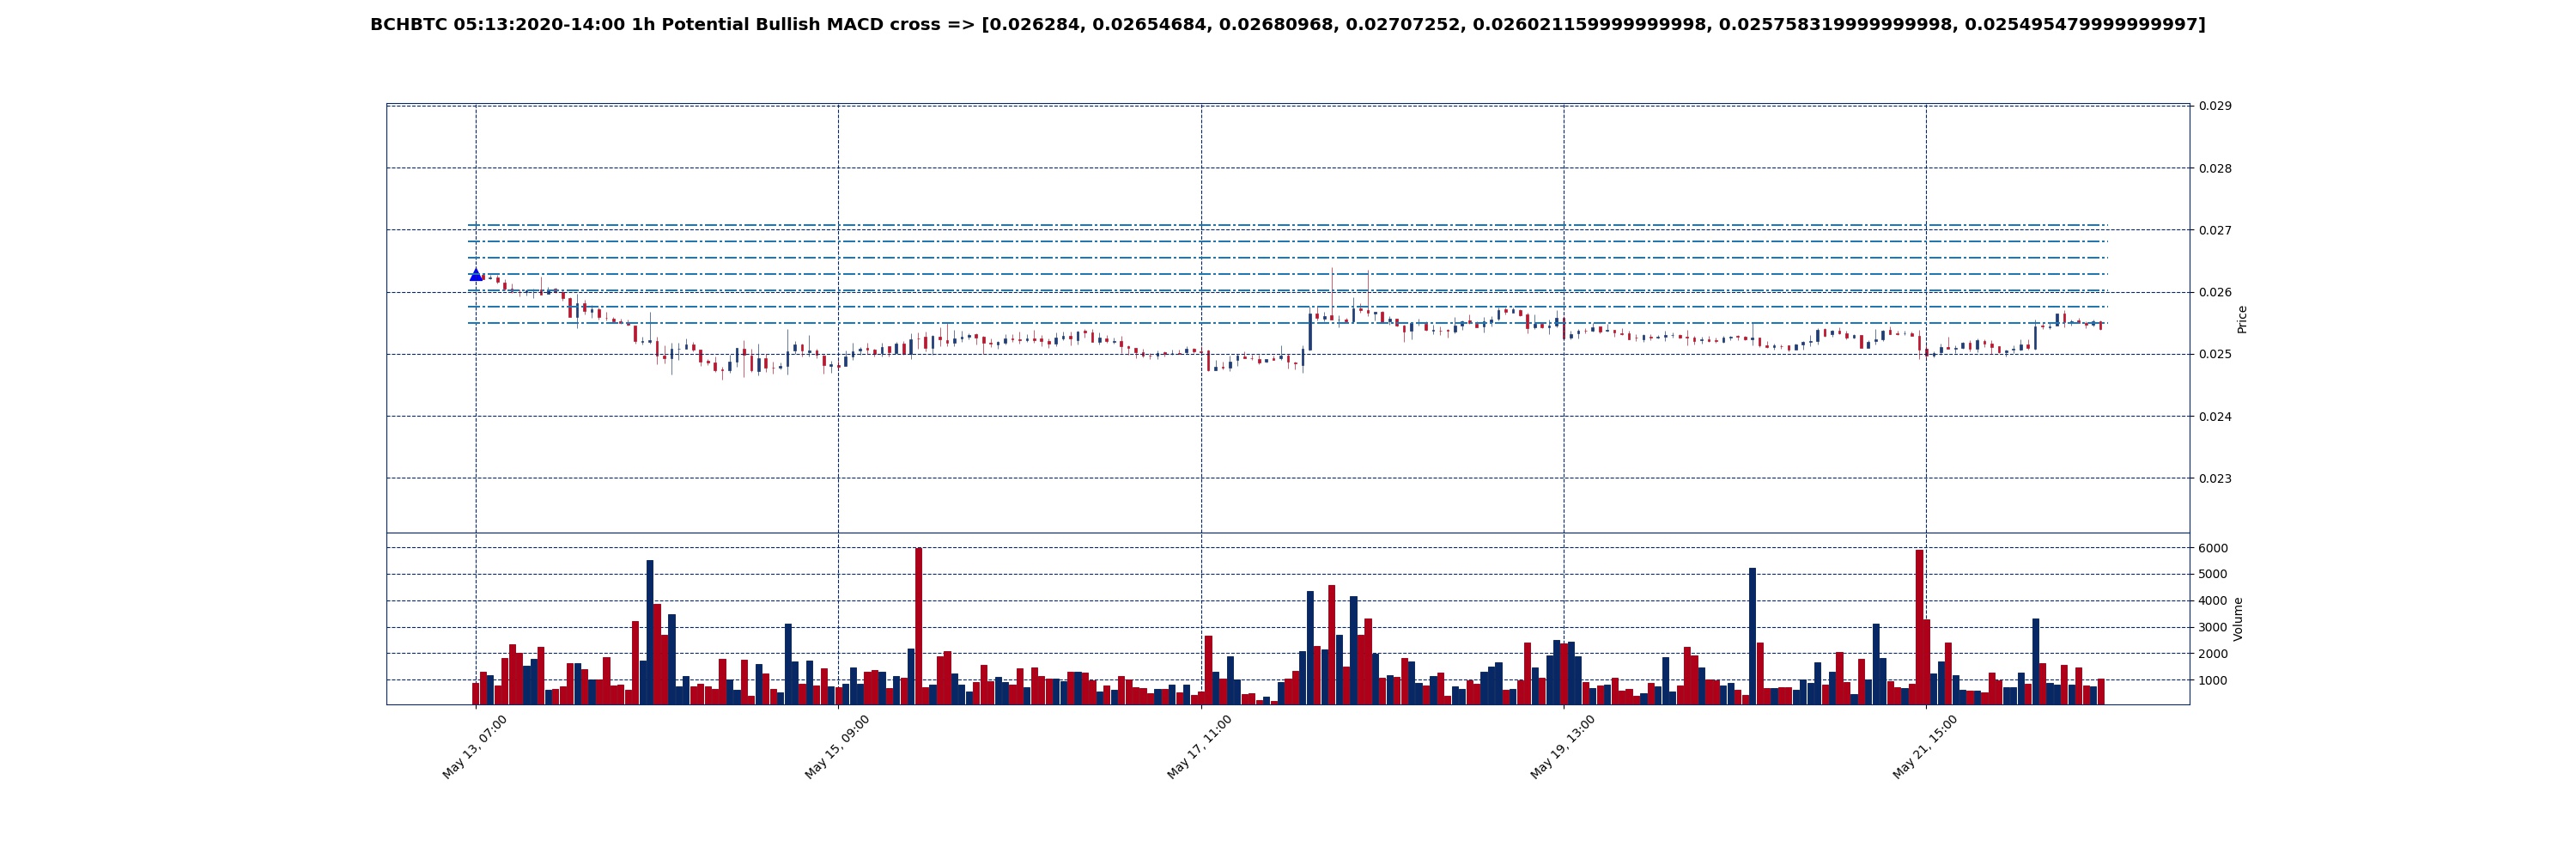 BCHBTC 05:13:2020-14:00 1h Potential Bullish MACD cross => [0.026284, 0.02654684, 0.02680968, 0.02707252, 0.026021159999999998, 0.025758319999999998, 0.025495479999999997]
0.029
0.028
0.027
0.026
0.025
0.024
0.023
Price
6000
5000
4000
3000
2000
1000
Volume
May 13, 07:00
May 15, 09:00
May 17, 11:00
May 19, 13:00
May 21, 15:00